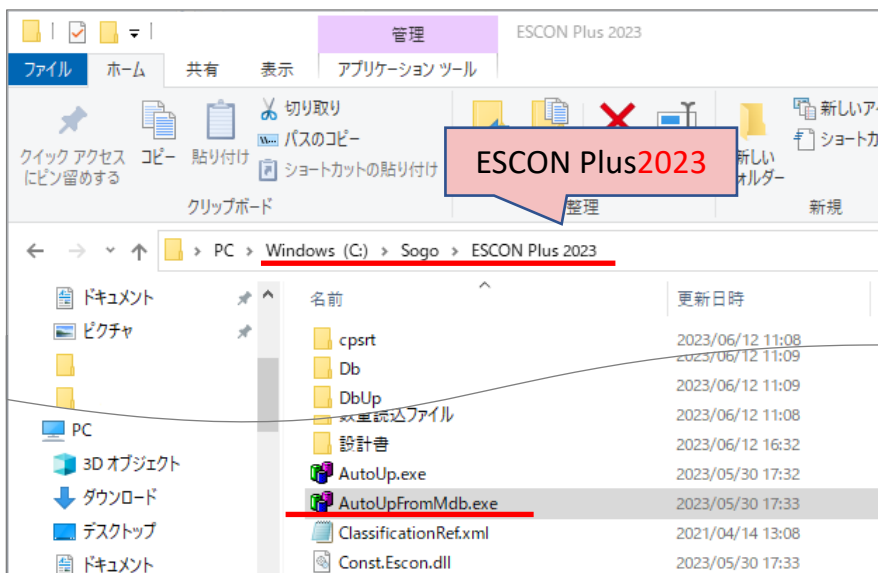 管理
ESCON Plus 2023
ファイル ホーム 共有 表示 アプリケーション ツール
クイック アクセス
にピン留めする
コピー
貼り付け
切り取り
パスのコピー
ショートカットの貼り付け
クリップボード
ESCON Plus2023
整理
新しい
ォルダー
新しいア
ショートカ
新規
PC > Windows (C:) > Sogo > ESCON Plus 2023
ドキュメント
ピクチャ
PC
3D オブジェクト
ダウンロード
デスクトップ
ドキュメント
名前 更新日時
cpsrt 2023/06/12 11:08
Db 2023/06/12 11:09
DbUp 2023/06/12 11:09
数量読込ファイル 2023/06/12 11:08
設計書 2023/06/12 16:32
AutoUp.exe 2023/05/30 17:32
AutoUpFromMdb.exe 2023/05/30 17:33
ClassificationRef.xml 2021/04/14 13:08
Const.Escon.dll 2023/05/30 17:33